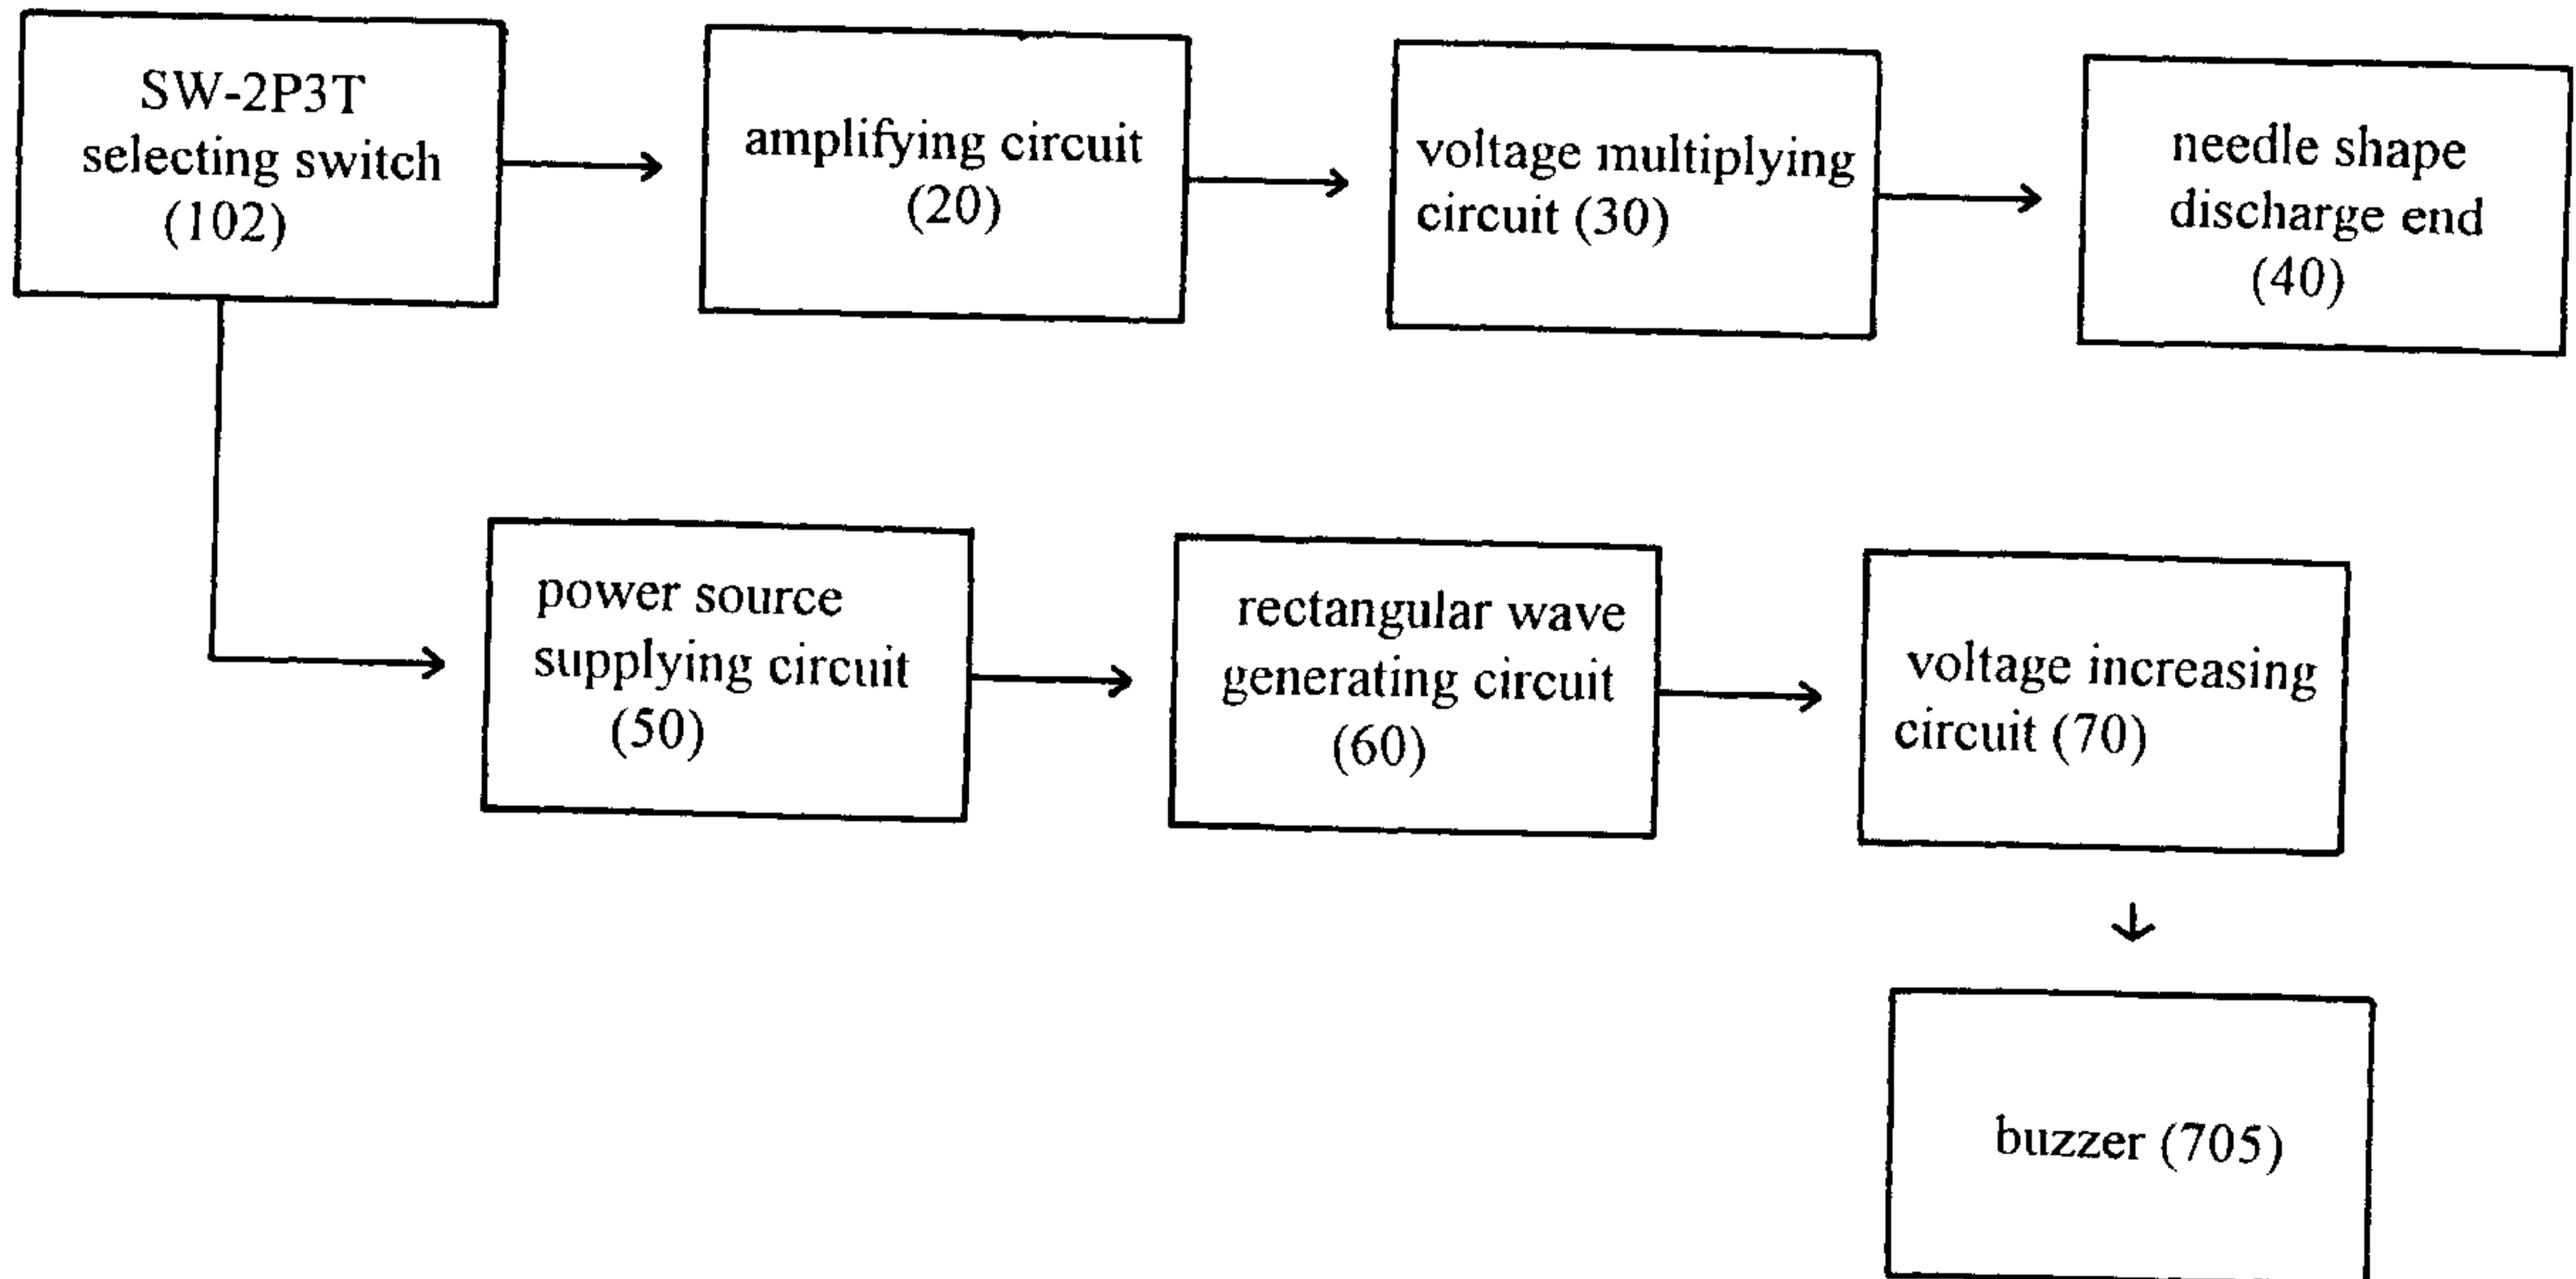 SW-2P3T
selecting switch
(102)
amplifying circuit
(20)
voltage multiplying
circuit (30)
needle shape
discharge end
(40)
power source
supplying circuit
(50)
rectangular wave
generating circuit
(60)
voltage increasing
circuit (70)
buzzer (705)